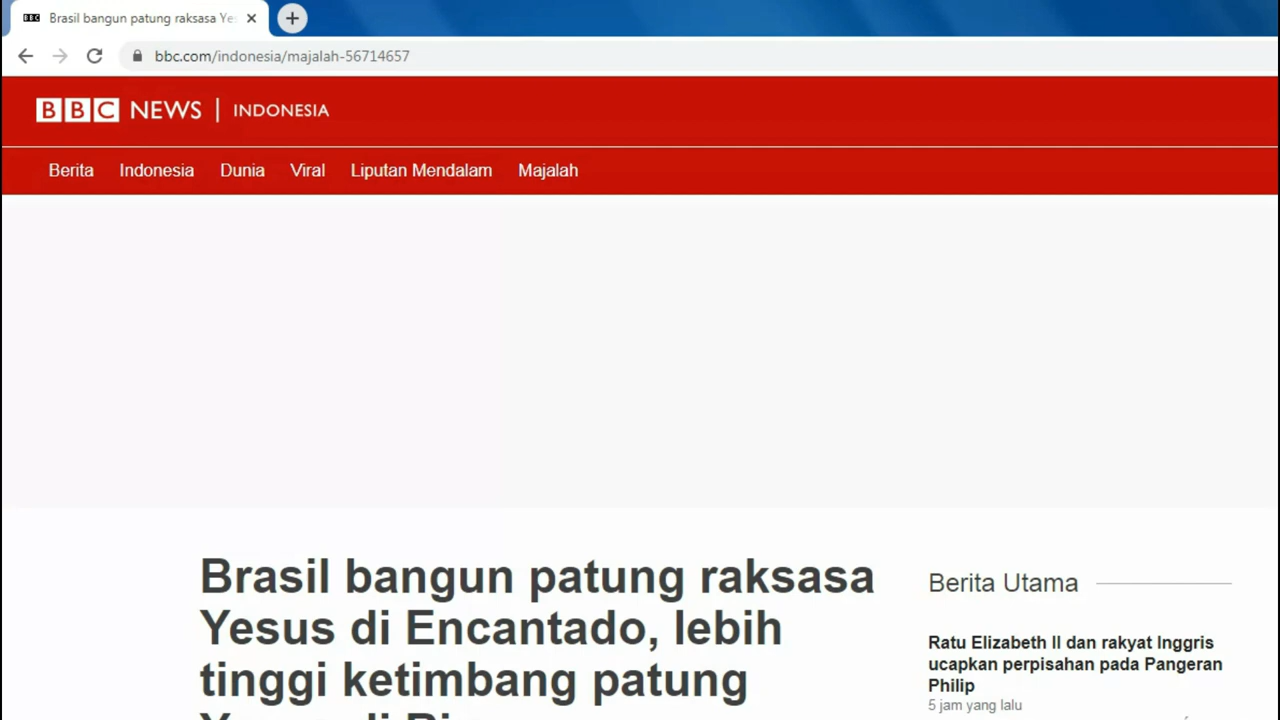 BBC Brasil bangun patung raksasa Ye
bbc.com/indonesia/majalah-56714657
BBC NEWS INDONESIA
Berita Indonesia Dunia Viral Liputan Mendalam Majalah
Brasil bangun patung raksasa
Yesus di Encantado, lebih
tinggi ketimbang patung
Berita Utama
Ratu Elizabeth II dan rakyat Inggris
ucapkan perpisahan pada Pangeran
Philip
5 jam yang lalu